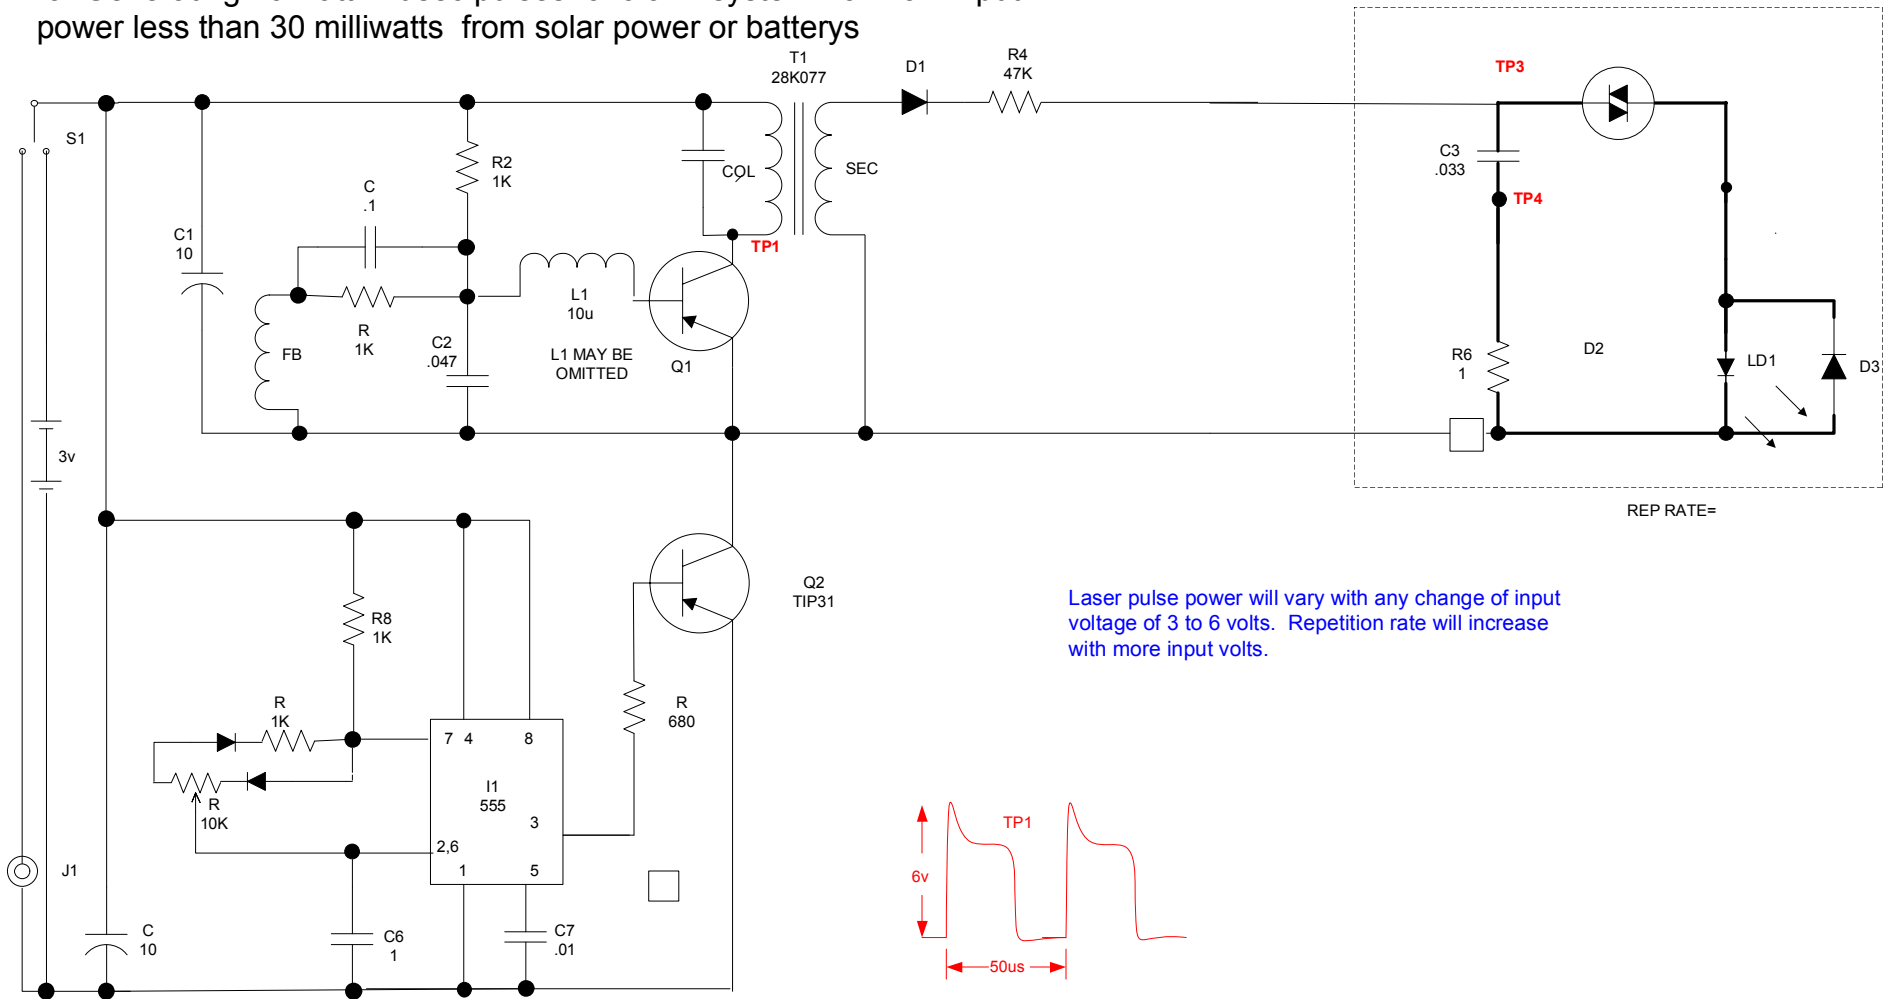 power less than 30 milliwatts from solar power or batterys
T1
28K077
D1
R4
47K
TP3
S1
R2
1K
C
.1
COL
SEC
C3
.033
TP4
C1
10
TP1
L1
10u
L1 MAY BE
OMITTED
Q1
FB
R
1K
C2
.047
R6
1
D2
LD1
D3
3v
REP RATE=
Q2
TIP31
Laser pulse power will vary with any change of input
voltage of 3 to 6 volts. Repetition rate will increase
with more input volts.
R8
1K
R
1K
R
680
7 4 8
I1
555
3
R
10K
2,6
1 5
J1
C
10
C6
1
C7
.01
TP1
6v
50us